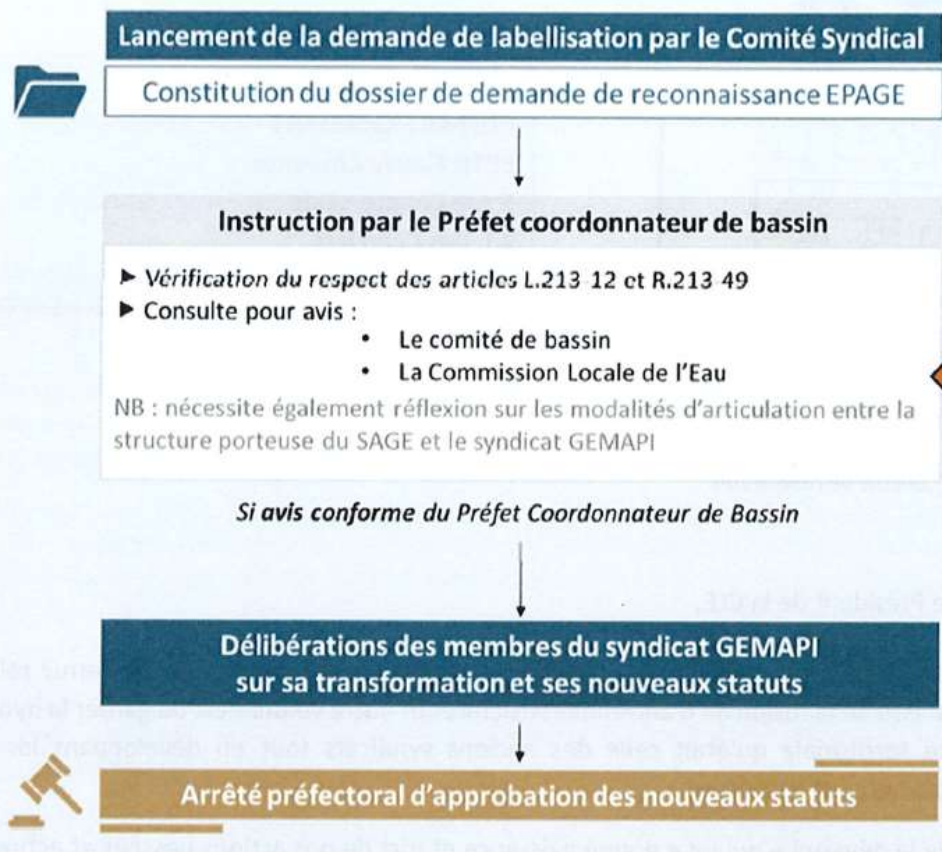 Lancement de la demande de labellisation par le Comité Syndical
Constitution du dossier de demande de reconnaissance EPAGE
Instruction par le Préfet coordonnateur de bassin
▶ Vérification du respect des articles L.213-12 et R.213-49
▶ Consulte pour avis :
• Le comité de bassin
• La Commission Locale de l'Eau
NB : nécessite également réflexion sur les modalités d'articulation entre la
structure porteuse du SAGE et le syndicat GEMAPI
Si avis conforme du Préfet Coordonnateur de Bassin
Délibérations des membres du syndicat GEMAPI
sur sa transformation et ses nouveaux statuts
Arrêté préfectoral d'approbation des nouveaux statuts